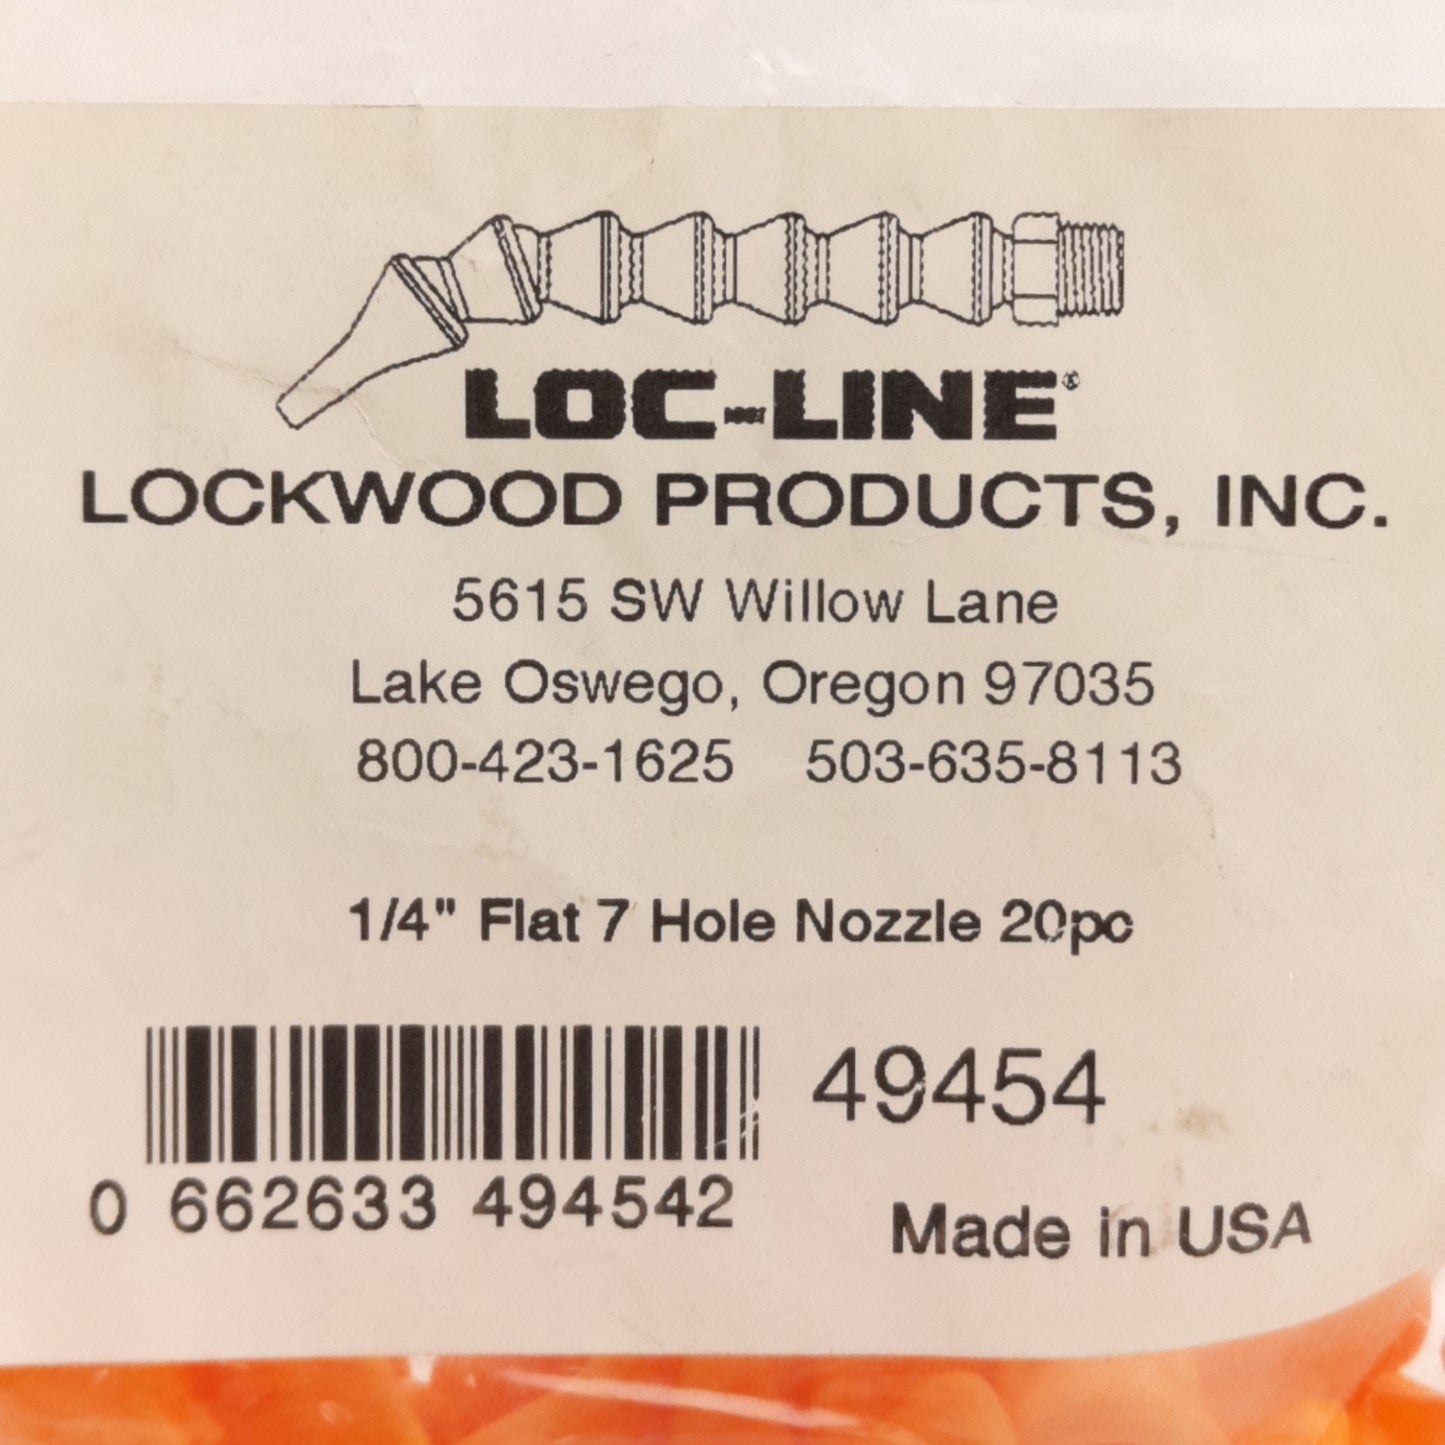 LOC-LINE®
LOCKWOOD PRODUCTS, INC.
5615 SW Willow Lane
Lake Oswego, Oregon 97035
800-423-1625 503-635-8113
1/4" Flat 7 Hole Nozzle 20pc
49454
0 662633 494542
Made in USA